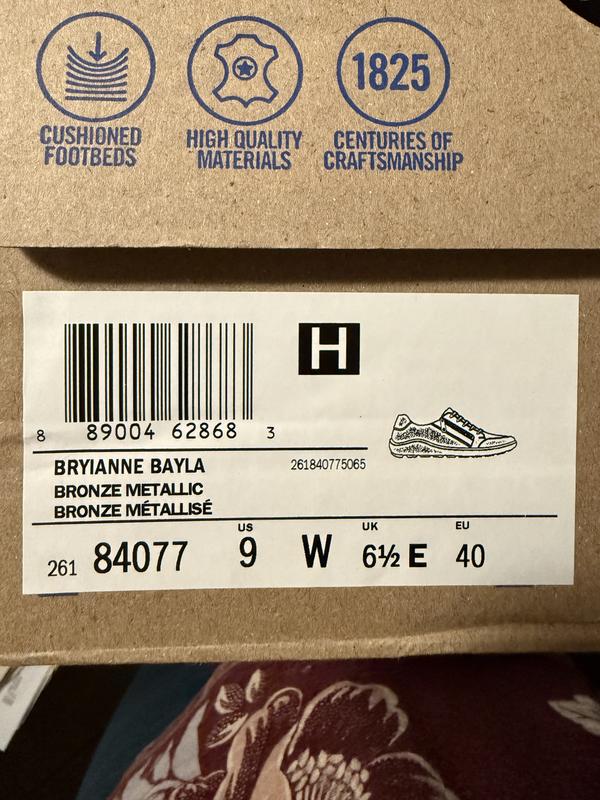 1825
CUSHIONED
FOOTBEDS
HIGH QUALITY
MATERIALS
CENTURIES OF
CRAFTSMANSHIP
H
8 89004 62868 3
BRYIANNE BAYLA
261840775065
BRONZE METALLIC
BRONZE MÉTALLISÉ
US
UK
EU
261 84077 9 W 6½ E 40